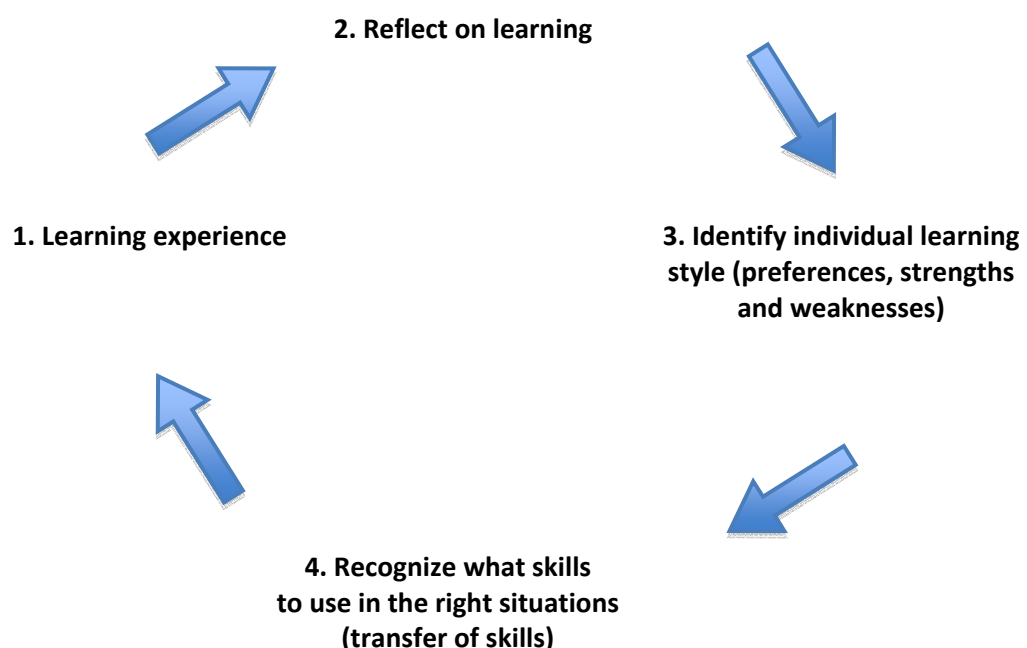 2. Reflect on learning
1. Learning experience
3. Identify individual learning
style (preferences, strengths
and weaknesses)
4. Recognize what skills
to use in the right situations
(transfer of skills)